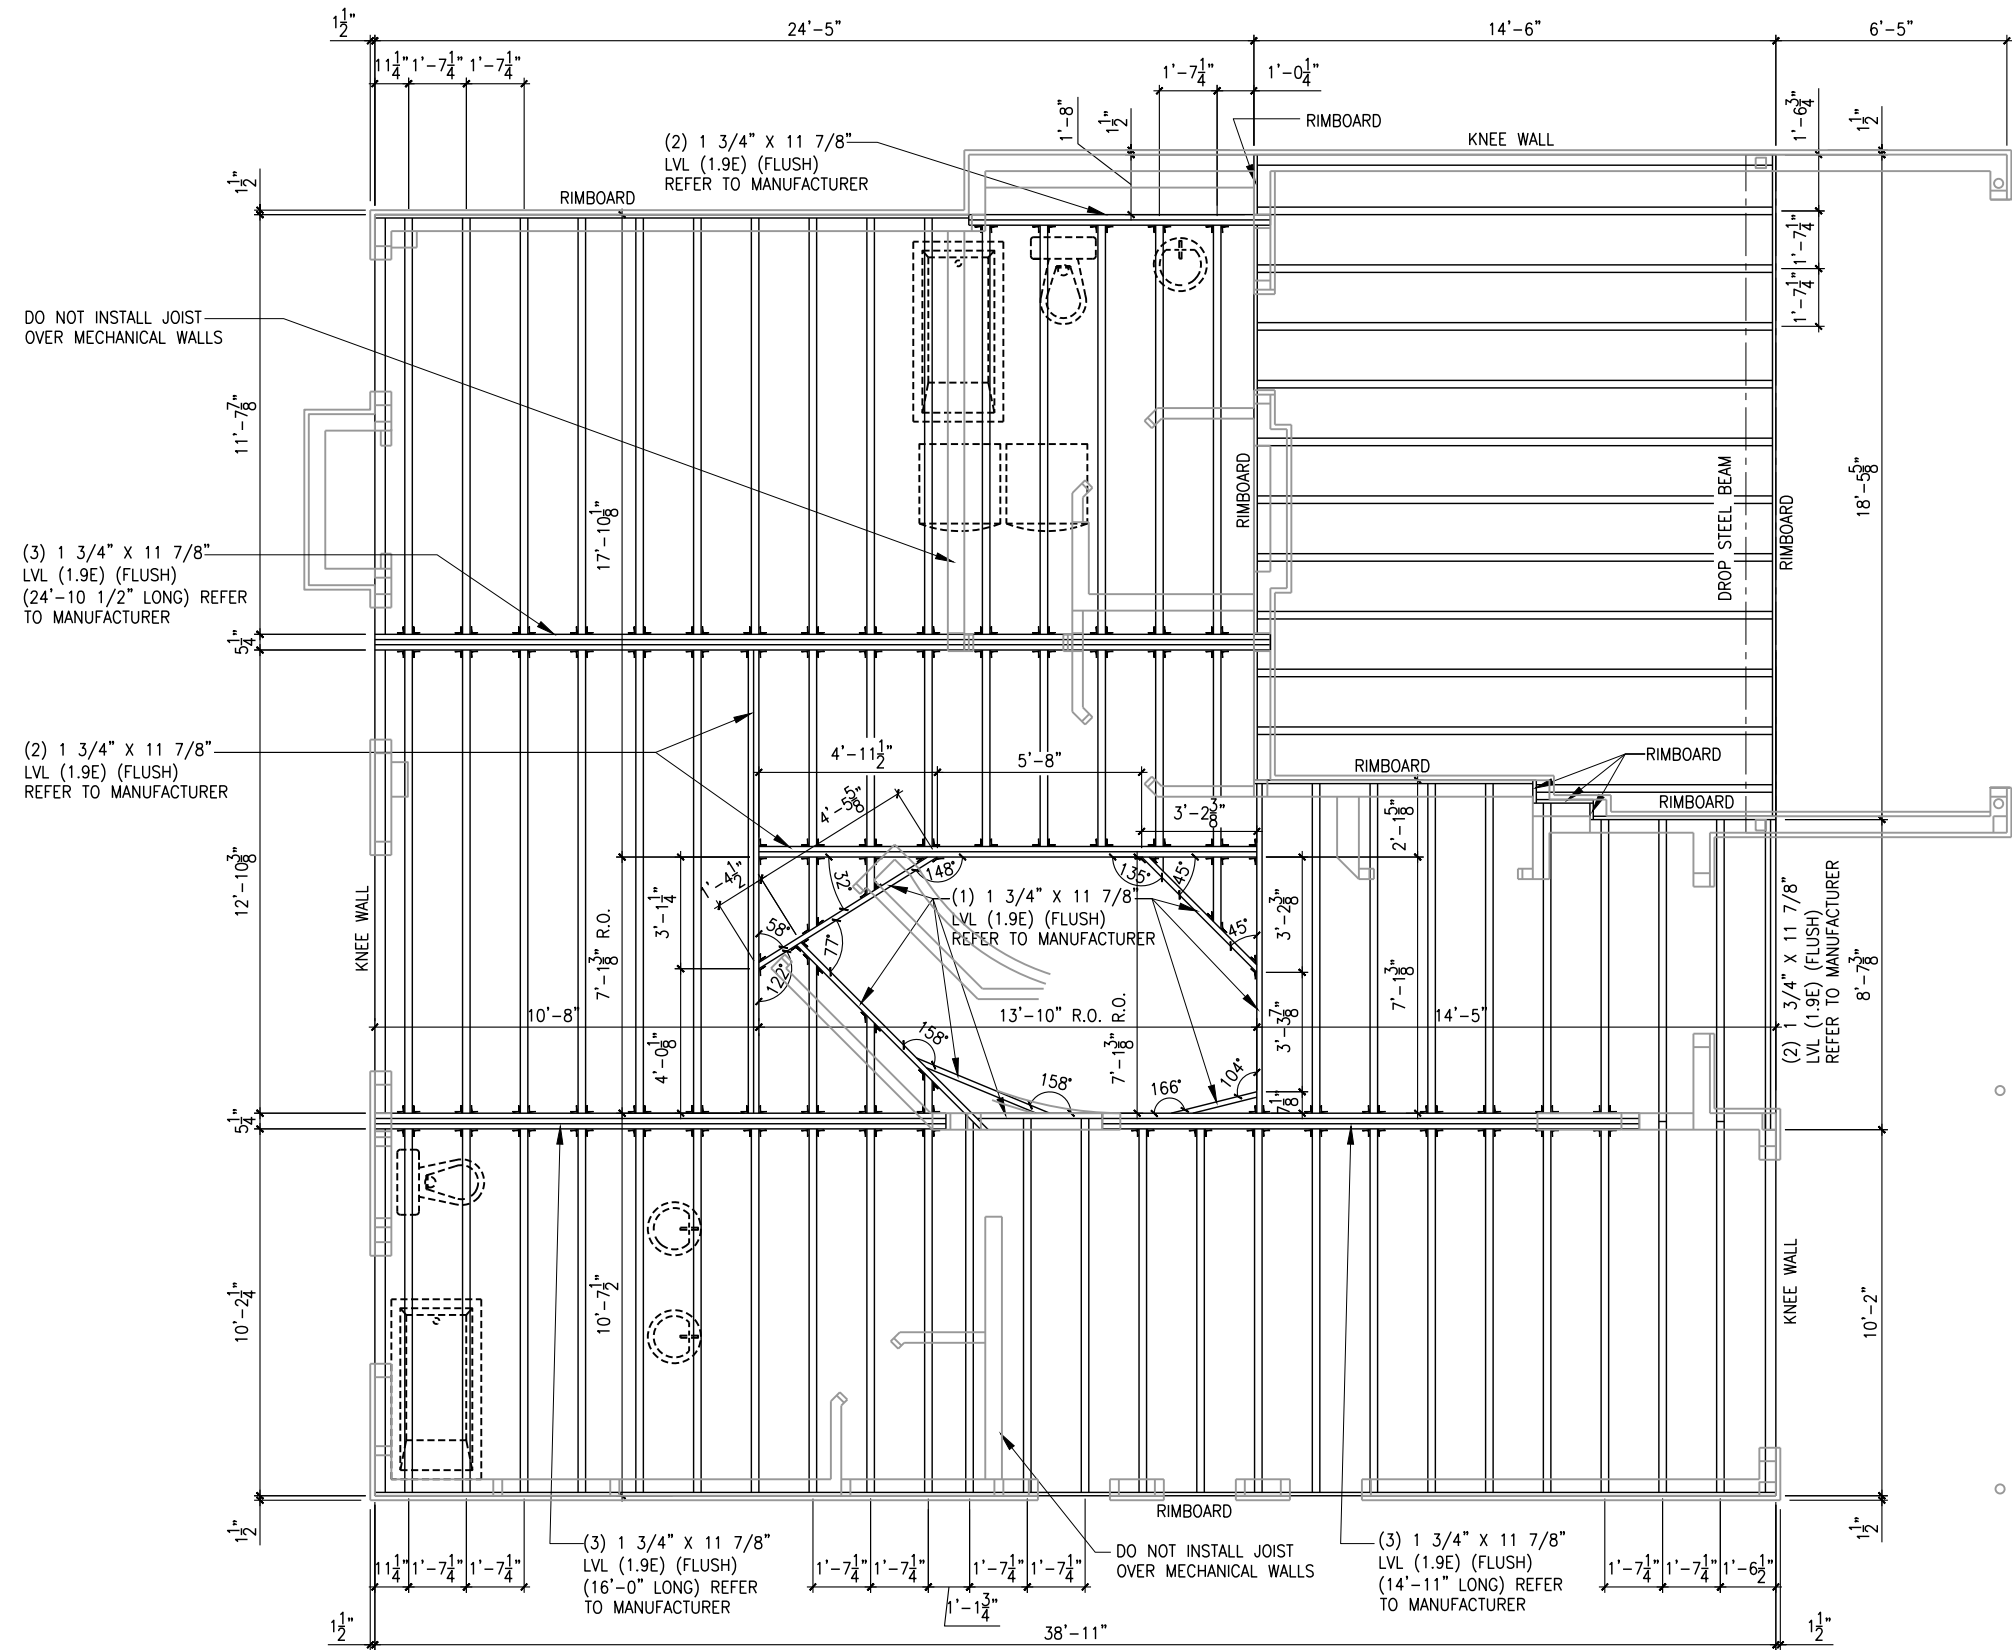 1 1/2"
24'-5"
14'-6"
6'-5"
11 1/4"
1'-7 1/4"
1'-7 1/4"
1'-7 1/4"
1'-0 1/4"
1'-8"
1 1/2"
RIMBOARD
KNEE WALL
1'-6 3/4"
1 1/2"
(2) 1 3/4" X 11 7/8"
LVL (1.9E) (FLUSH)
REFER TO MANUFACTURER
1 1/2"
RIMBOARD
1'-7 1/4"
1'-7 1/4"
DO NOT INSTALL JOIST
OVER MECHANICAL WALLS
11'-7 7/8"
17'-10 1/8"
RIMBOARD
DROP STEEL BEAM
RIMBOARD
18'-5 5/8"
(3) 1 3/4" X 11 7/8"
LVL (1.9E) (FLUSH)
(24'-10 1/2" LONG) REFER
TO MANUFACTURER
5 1/4"
(2) 1 3/4" X 11 7/8"
LVL (1.9E) (FLUSH)
REFER TO MANUFACTURER
4'-11 1/2"
5'-8"
RIMBOARD
RIMBOARD
RIMBOARD
4'-5 5/8"
3'-2 3/8"
2'-1 5/8"
12'-10 3/8"
KNEE WALL
1'-4 1/2"
32°
148°
135°
45°
(1) 1 3/4" X 11 7/8"
LVL (1.9E) (FLUSH)
REFER TO MANUFACTURER
3'-1 1/4"
7'-1 3/8" R.O.
58°
77°
122°
45°
3'-2 3/8"
7'-1 3/8"
(2) 1 3/4" X 11 7/8"
LVL (1.9E) (FLUSH)
REFER TO MANUFACTURER
8'-7 3/8"
10'-8"
13'-10" R.O.
R.O.
7'-1 3/8"
14'-5"
4'-0 1/8"
158°
158°
166°
104°
3'-3 7/8"
7 1/8"
5 1/4"
10'-2 1/4"
10'-7 1/2"
KNEE WALL
10'-2"
1 1/2"
RIMBOARD
1 1/2"
(3) 1 3/4" X 11 7/8"
LVL (1.9E) (FLUSH)
(16'-0" LONG) REFER
TO MANUFACTURER
DO NOT INSTALL JOIST
OVER MECHANICAL WALLS
(3) 1 3/4" X 11 7/8"
LVL (1.9E) (FLUSH)
(14'-11" LONG) REFER
TO MANUFACTURER
11 1/4"
1'-7 1/4"
1'-7 1/4"
1'-7 1/4"
1'-7 1/4"
1'-7 1/4"
1'-7 1/4"
1'-7 1/4"
1'-7 1/4"
1'-6 1/2"
1'-1 3/4"
1 1/2"
38'-11"
1 1/2"